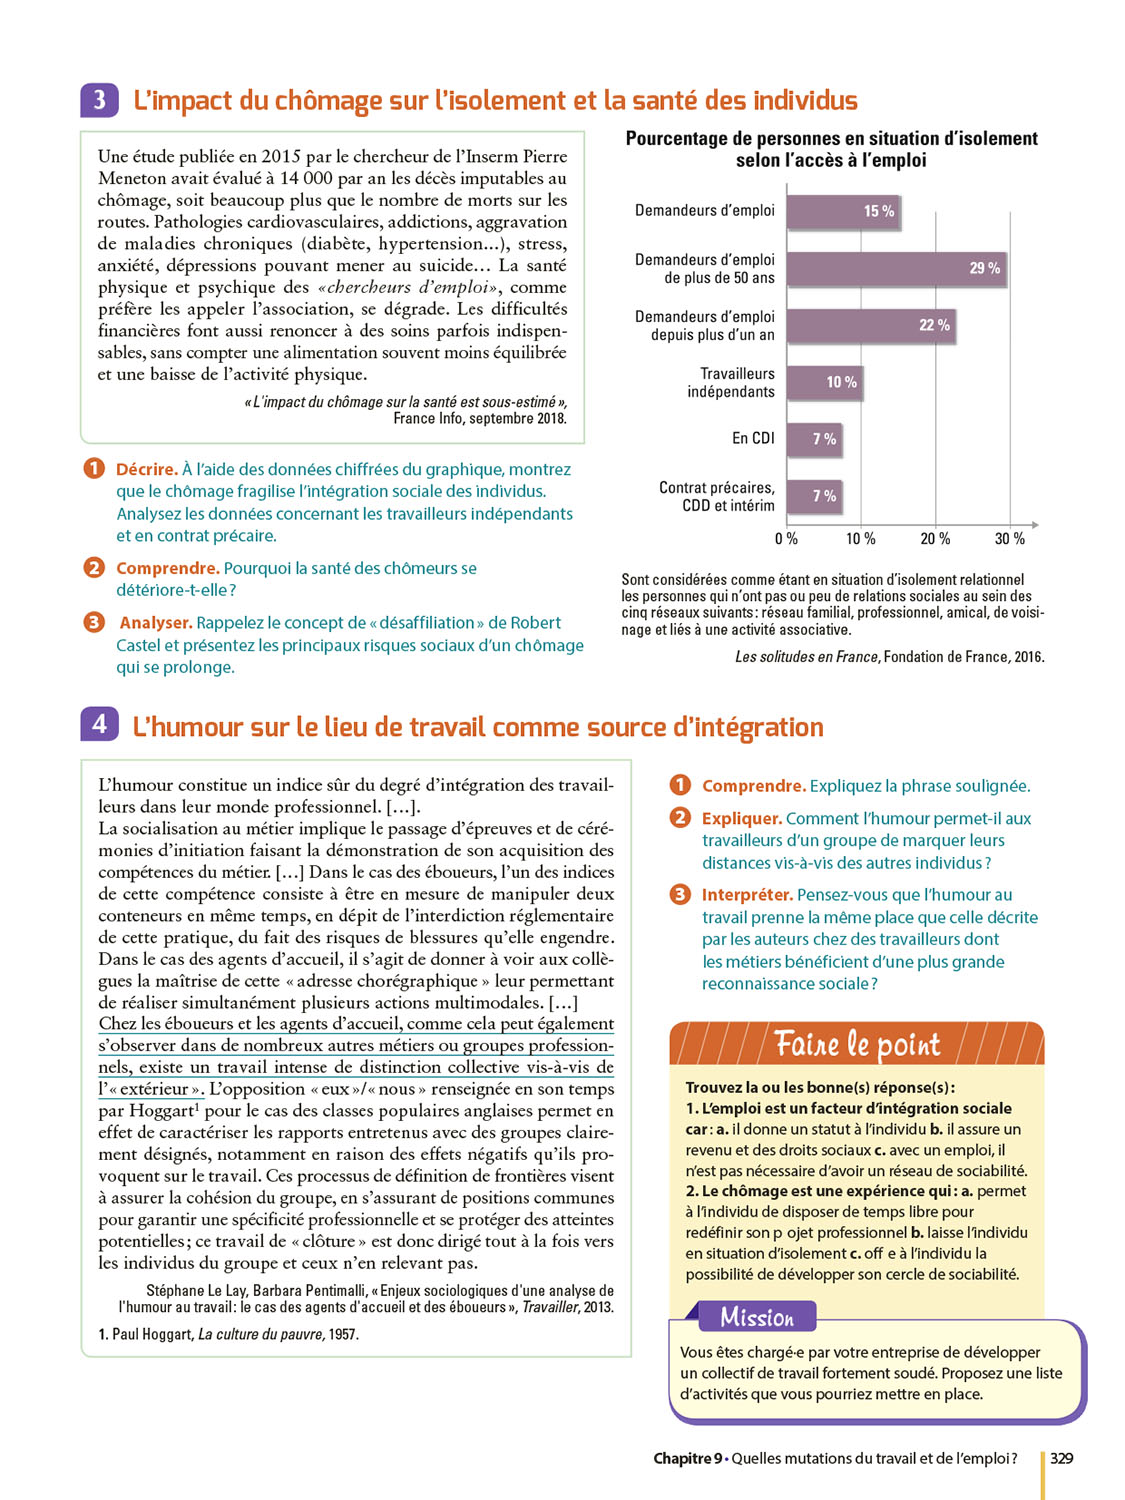 3 L'impact du chômage sur l'isolement et la santé des individus
Une étude publiée en 2015 par le chercheur de l'Inserm Pierre
Meneton avait évalué à 14 000 par an les décès imputables au
chômage, soit beaucoup plus que le nombre de morts sur les
routes. Pathologies cardiovasculaires, addictions, aggravation
de maladies chroniques (diabète, hypertension...), stress,
anxiété, dépressions pouvant mener au suicide... La santé
physique et psychique des «chercheurs d'emploi», comme
préfère les appeler l'association, se dégrade. Les difficultés
financières font aussi renoncer à des soins parfois indispen-
sables, sans compter une alimentation souvent moins équilibrée
et une baisse de l'activité physique.
«L'impact du chômage sur la santé est sous-estimé»,
France Info, septembre 2018.
1 Décrire. À l'aide des données chiffrées du graphique, montrez
que le chômage fragilise l'intégration sociale des individus.
Analysez les données concernant les travailleurs indépendants
et en contrat précaire.
2 Comprendre. Pourquoi la santé des chômeurs se
détériore-t-elle ?
3 Analyser. Rappelez le concept de « désaffiliation » de Robert
Castel et présentez les principaux risques sociaux d'un chômage
qui se prolonge.
Pourcentage de personnes en situation d'isolement
selon l'accès à l'emploi
Demandeurs d'emploi 15 %
Demandeurs d'emploi
de plus de 50 ans 29 %
Demandeurs d'emploi
depuis plus d'un an 22 %
Travailleurs
indépendants 10 %
En CDI 7 %
Contrat précaires,
CDD et intérim 7 %
0 % 10 % 20 % 30 %
Sont considérées comme étant en situation d'isolement relationnel
les personnes qui n'ont pas ou peu de relations sociales au sein des
cinq réseaux suivants : réseau familial, professionnel, amical, de voisi-
nage et liés à une activité associative.
Les solitudes en France, Fondation de France, 2016.
4 L'humour sur le lieu de travail comme source d'intégration
L'humour constitue un indice sûr du degré d'intégration des travail-
leurs dans leur monde professionnel. [...].
La socialisation au métier implique le passage d'épreuves et de céré-
monies d'initiation faisant la démonstration de son acquisition des
compétences du métier. [...] Dans le cas des éboueurs, l'un des indices
de cette compétence consiste à être en mesure de manipuler deux
conteneurs en même temps, en dépit de l'interdiction réglementaire
de cette pratique, du fait des risques de blessures qu'elle engendre.
Dans le cas des agents d'accueil, il s'agit de donner à voir aux collè-
gues la maîtrise de cette « adresse chorégraphique » leur permettant
de réaliser simultanément plusieurs actions multimodales. [...]
Chez les éboueurs et les agents d'accueil, comme cela peut également
s'observer dans de nombreux autres métiers ou groupes profession-
nels, existe un travail intense de distinction collective vis-à-vis de
l'« extérieur ». L'opposition « eux »/« nous » renseignée en son temps
par Hoggart¹ pour le cas des classes populaires anglaises permet en
effet de caractériser les rapports entretenus avec des groupes claire-
ment désignés, notamment en raison des effets négatifs qu'ils pro-
voquent sur le travail. Ces processus de définition de frontières visent
à assurer la cohésion du groupe, en s'assurant de positions communes
pour garantir une spécificité professionnelle et se protéger des atteintes
potentielles ; ce travail de « clôture » est donc dirigé tout à la fois vers
les individus du groupe et ceux n'en relevant pas.
Stéphane Le Lay, Barbara Pentimalli, « Enjeux sociologiques d'une analyse de
l'humour au travail : le cas des agents d'accueil et des éboueurs », Travailler, 2013.
1. Paul Hoggart, La culture du pauvre, 1957.
1 Comprendre. Expliquez la phrase soulignée.
2 Expliquer. Comment l'humour permet-il aux
travailleurs d'un groupe de marquer leurs
distances vis-à-vis des autres individus ?
3 Interpréter. Pensez-vous que l'humour au
travail prenne la même place que celle décrite
par les auteurs chez des travailleurs dont
les métiers bénéficient d'une plus grande
reconnaissance sociale ?
Faire le point
Trouvez la ou les bonne(s) réponse(s) :
1. L'emploi est un facteur d'intégration sociale
car : a. il donne un statut à l'individu b. il assure un
revenu et des droits sociaux c. avec un emploi, il
n'est pas nécessaire d'avoir un réseau de sociabilité.
2. Le chômage est une expérience qui : a. permet
à l'individu de disposer de temps libre pour
redéfinir son p ojet professionnel b. laisse l'individu
en situation d'isolement c. off e à l'individu la
possibilité de développer son cercle de sociabilité.
Mission
Vous êtes chargé·e par votre entreprise de développer
un collectif de travail fortement soudé. Proposez une liste
d'activités que vous pourriez mettre en place.
Chapitre 9 • Quelles mutations du travail et de l'emploi ? 329